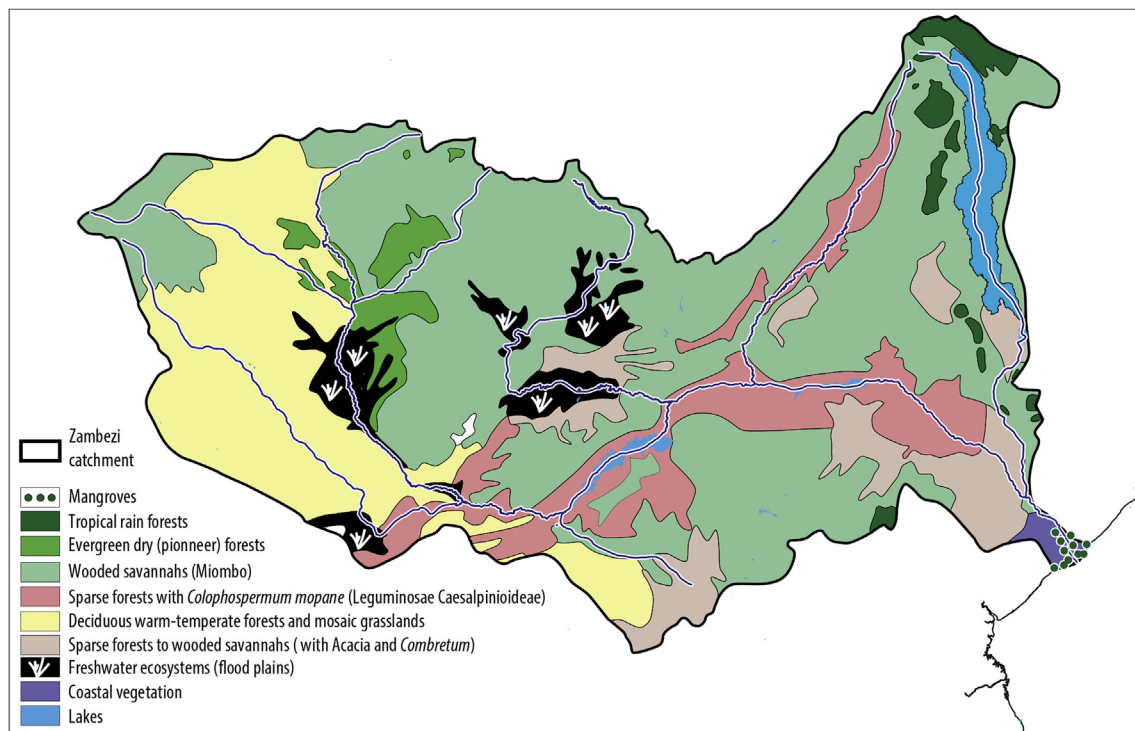 Zambezi
catchment
Mangroves
Tropical rain forests
Evergreen dry (pionneer) forests
Wooded savannahs (Miombo)
Sparse forests with Colophospermum mopane (Leguminosae Caesalpinioideae)
Deciduous warm-temperate forests and mosaic grasslands
Sparse forests to wooded savannahs ( with Acacia and Combretum)
Freshwater ecosystems (flood plains)
Coastal vegetation
Lakes